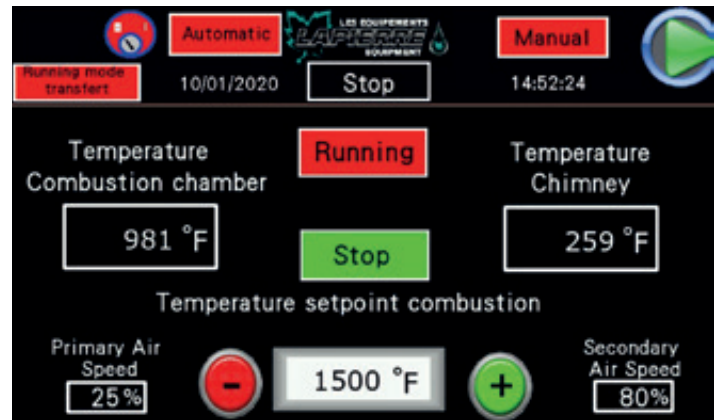 Automatic
LES EQUIPEMENTS
LAPIERRE
EQUIPMENT
Manual
Running mode
transfert
10/01/2020
Stop
14:52:24
Temperature
Combustion chamber
Running
Temperature
Chimney
981 °F
Stop
259 °F
Temperature setpoint combustion
Primary Air
Speed
25%
-
1500 °F
+
Secondary
Air Speed
80%